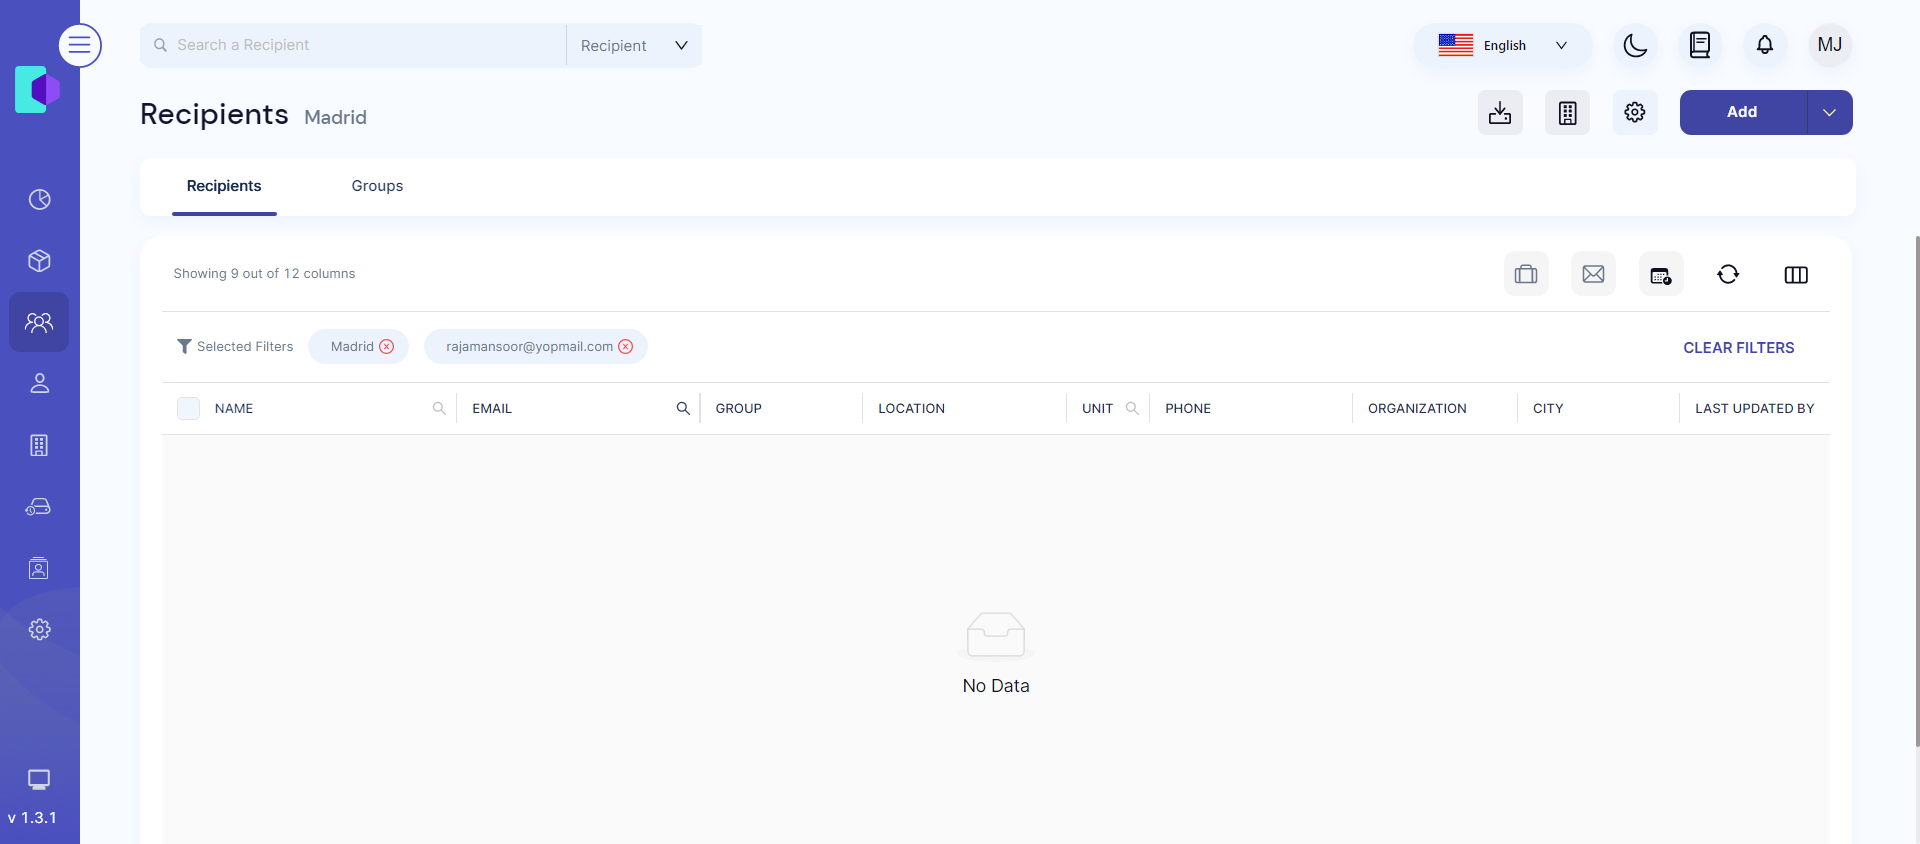 Search a Recipient
Recipient
English
MJ
Recipients Madrid
Add
Recipients Groups
Showing 9 out of 12 columns
Selected Filters Madrid rajamansoor@yopmail.com CLEAR FILTERS
NAME EMAIL GROUP LOCATION UNIT PHONE ORGANIZATION CITY LAST UPDATED BY
No Data
v 1.3.1